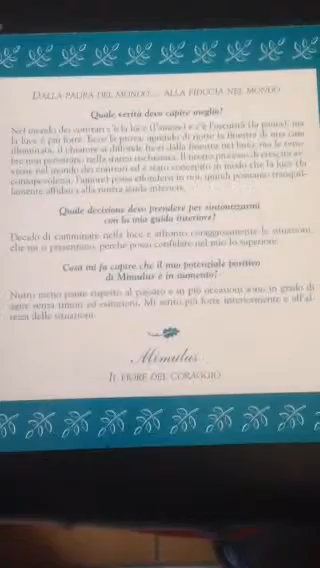 DALLA PAURA DEL MONDO... ALLA FIDUCIA NEL MONDO
Quale verità devo capire meglio?
Nel mondo dei contrari c'è la luce (l'amore) e c'è l'oscurità (la paura), ma
la luce è più forte. Ecco la prova: aprendo di notte la finestra di una casa
illuminata, il chiarore si diffonde fuori dalla finestra nel buio, ma le tene-
bre non penetrano nella stanza rischiarata. Il nostro processo di crescita av-
viene nel mondo dei contrari ed è stato concepito in modo che la luce (la
consapevolezza, l'amore) possa effondersi in noi, quindi possiamo tranquil-
lamente affidarci alla nostra guida interiore.
Quale decisione devo prendere per sintonizzarmi
con la mia guida interiore?
Decido di camminare nella luce e affronto coraggiosamente le situazioni,
che mi si presentano, perché posso confidare nel mio Io superiore.
Cosa mi fa capire che il mio potenziale positivo
di Mimulus è in aumento?
Nutro meno paure rispetto al passato e in più occasioni sono in grado di
agire senza timori ed esitazioni. Mi sento più forte interiormente e all'al-
tezza delle situazioni.
Mimulus
IL FIORE DEL CORAGGIO